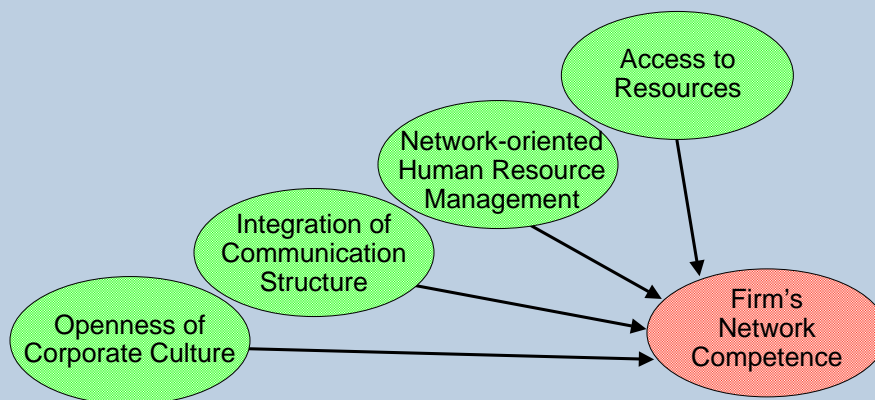 Access to
Resources
Network-oriented
Human Resource
Management
Integration of
Communication
Structure
Openness of
Corporate Culture
Firm’s
Network
Competence